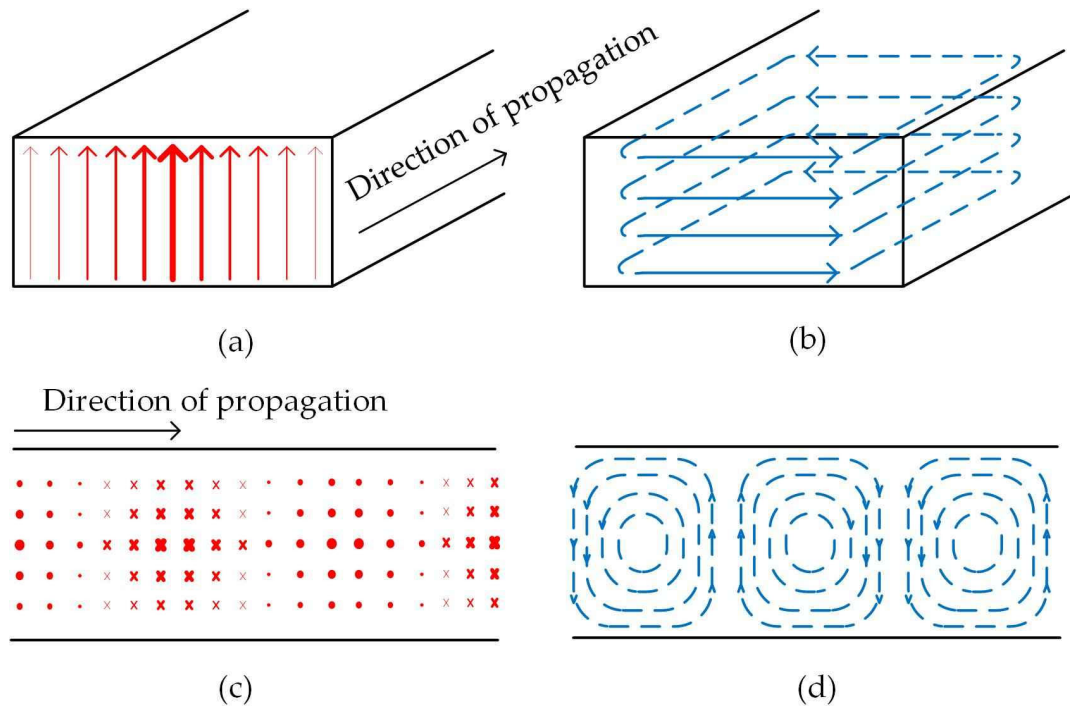 Direction of propagation
(a)
(b)
Direction of propagation
(c)
(d)